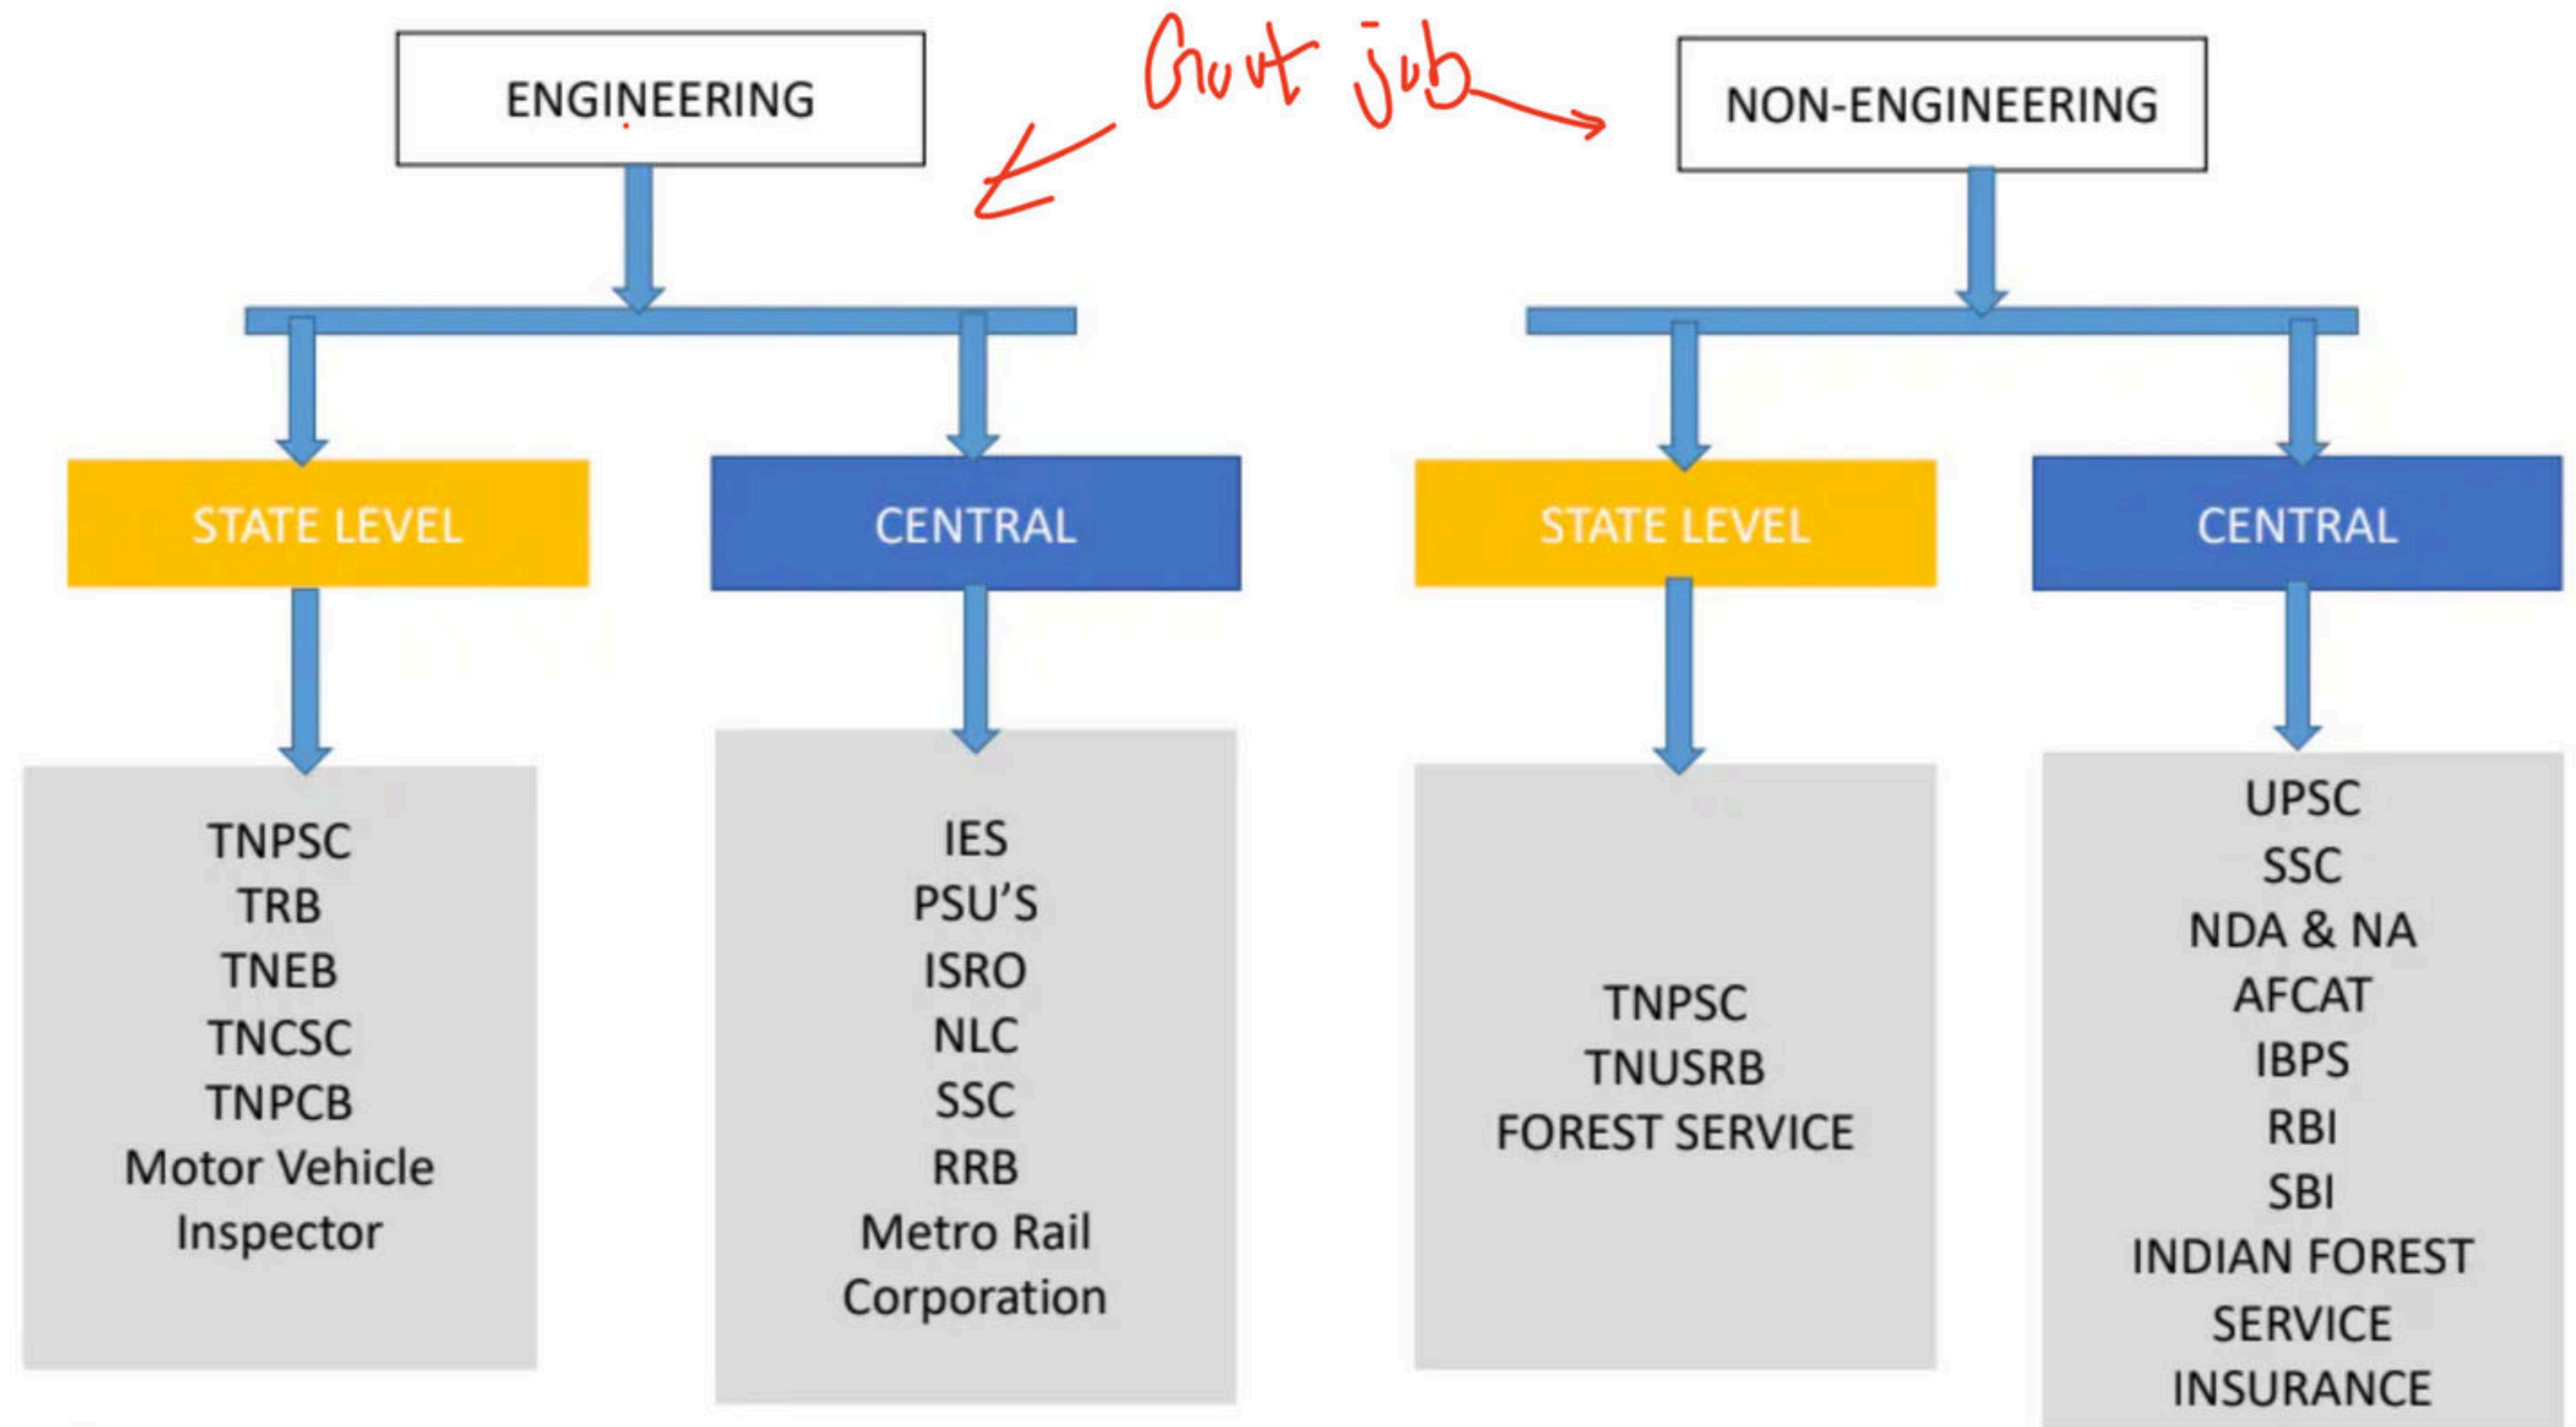 Govt job
ENGINEERING
NON-ENGINEERING
STATE LEVEL
CENTRAL
STATE LEVEL
CENTRAL
TNPSC
TRB
TNEB
TNCSC
TNPCB
Motor Vehicle
Inspector
IES
PSU'S
ISRO
NLC
SSC
RRB
Metro Rail
Corporation
TNPSC
TNUSRB
FOREST SERVICE
UPSC
SSC
NDA & NA
AFCAT
IBPS
RBI
SBI
INDIAN FOREST
SERVICE
INSURANCE